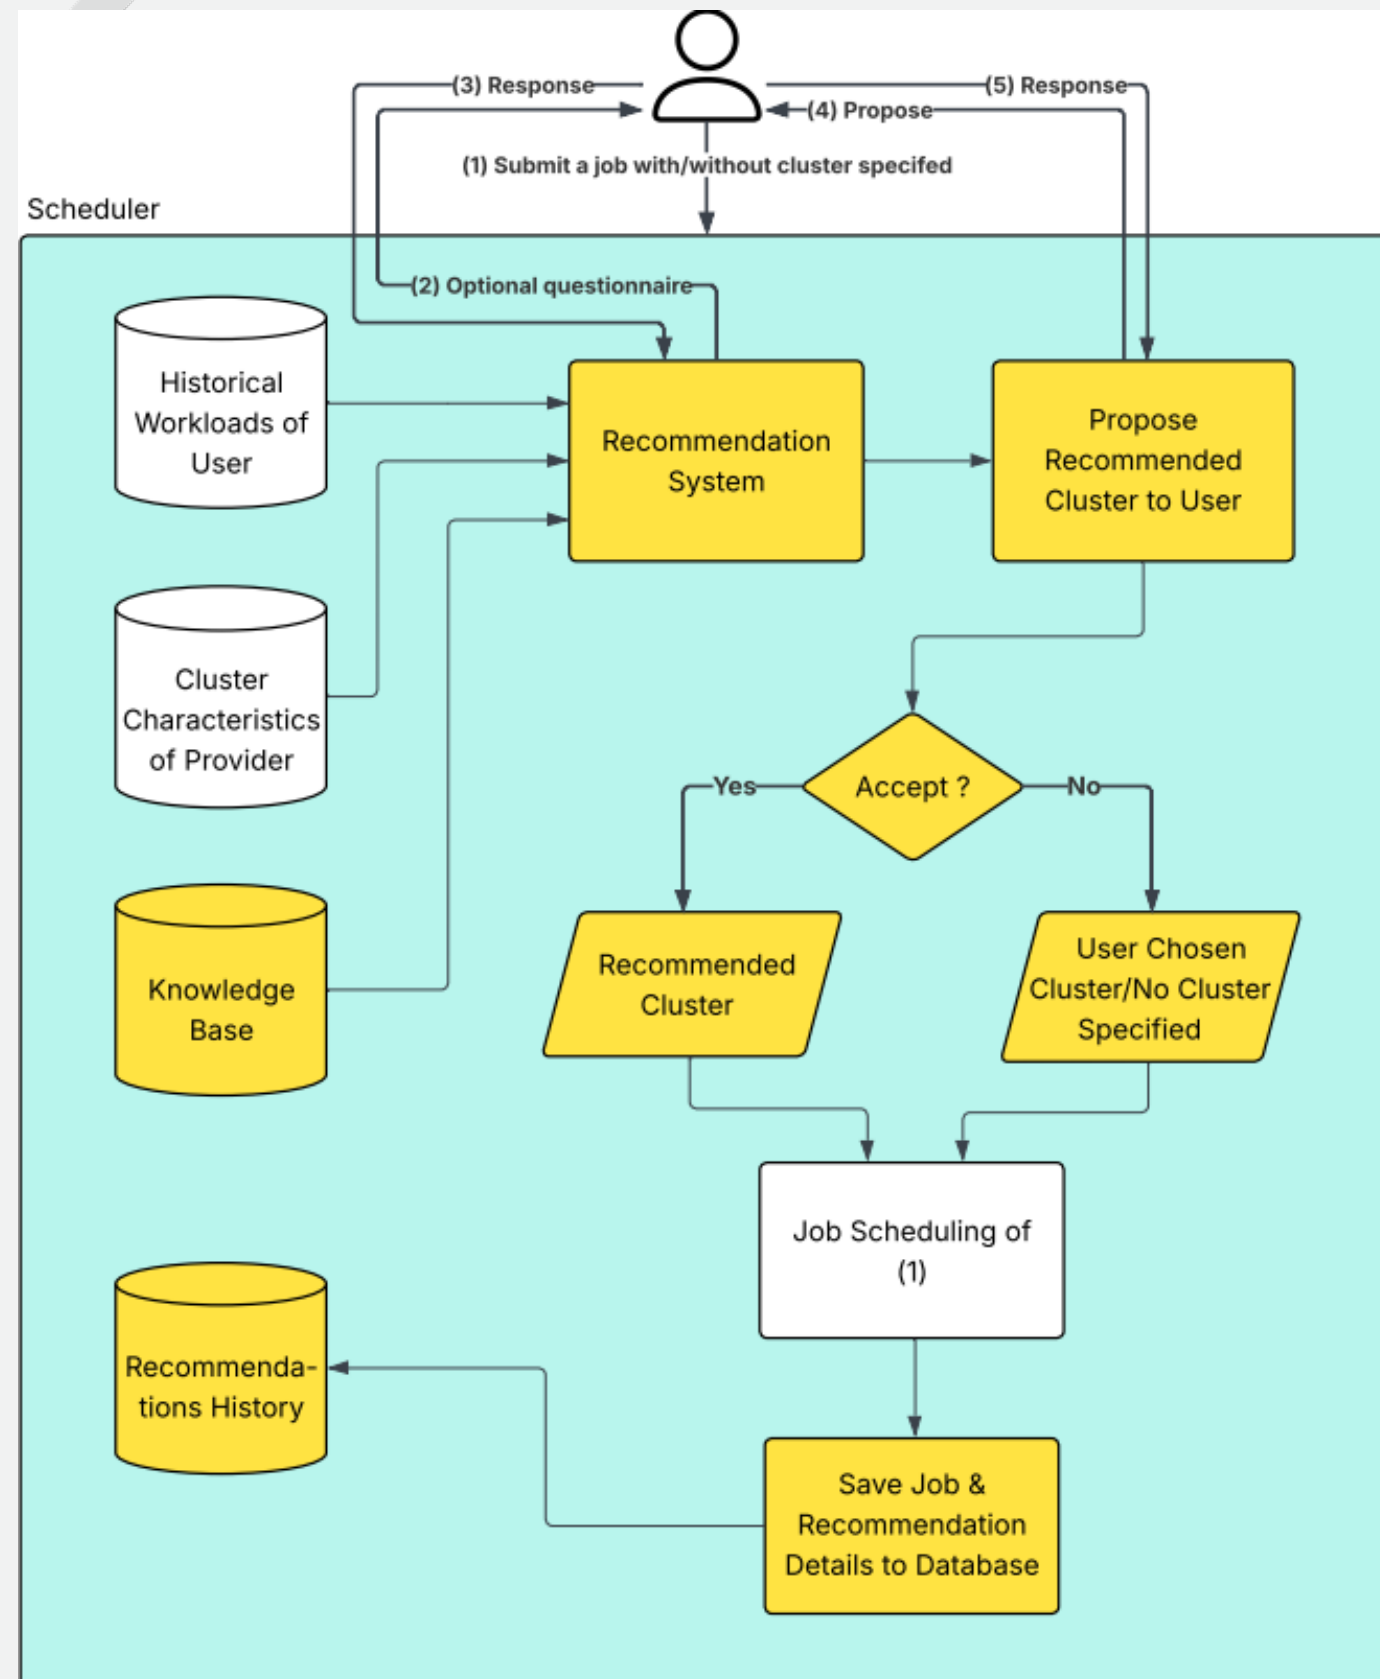 (3) Response
(5) Response
(4) Propose
(1) Submit a job with/without cluster specifed
Scheduler
(2) Optional questionnaire
Historical
Workloads of
User
Recommendation
System
Propose
Recommended
Cluster to User
Cluster
Characteristics
of Provider
Accept ?
Yes
No
Knowledge
Base
Recommended
Cluster
User Chosen
Cluster/No Cluster
Specified
Job Scheduling of
(1)
Recommenda-
tions History
Save Job &
Recommendation
Details to Database